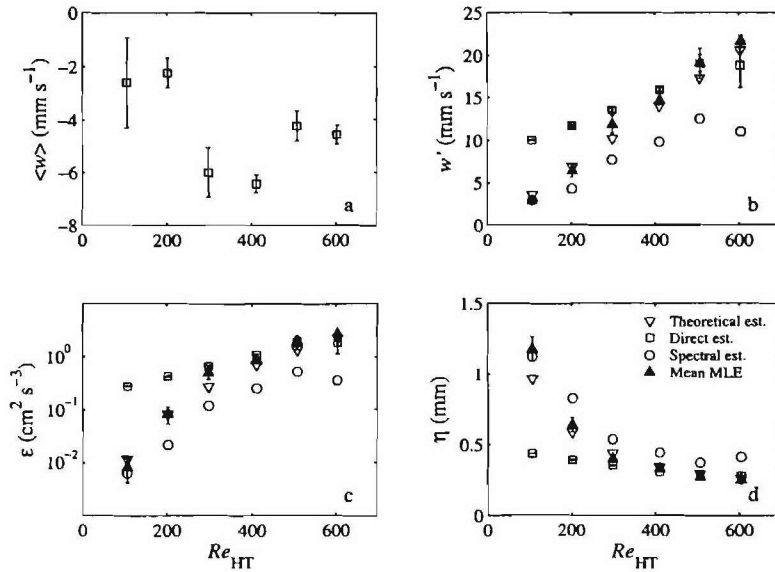 0
-2
-4
-6
-8
<w> (mm s⁻¹)
0
200
400
600
a
25
20
15
10
5
0
w' (mm s⁻¹)
0
200
400
600
b
10⁰
10⁻¹
10⁻²
ε (cm² s⁻³)
0
200
400
600
Re_HT
c
1.5
1
0.5
0
η (mm)
▽ Theoretical est.
□ Direct est.
○ Spectral est.
▲ Mean MLE
0
200
400
600
Re_HT
d